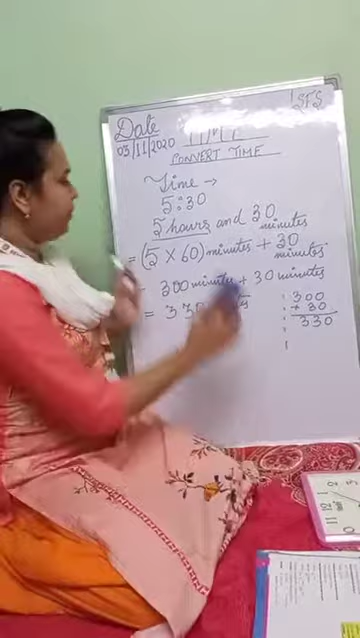 Date
03/11/2020
TIME
CONVERT TIME
Time →
5:30
5 hours and 30 minutes
= (5 × 60) minutes + 30 minutes
300 minutes + 30 minutes
= 330
300
+ 30
330